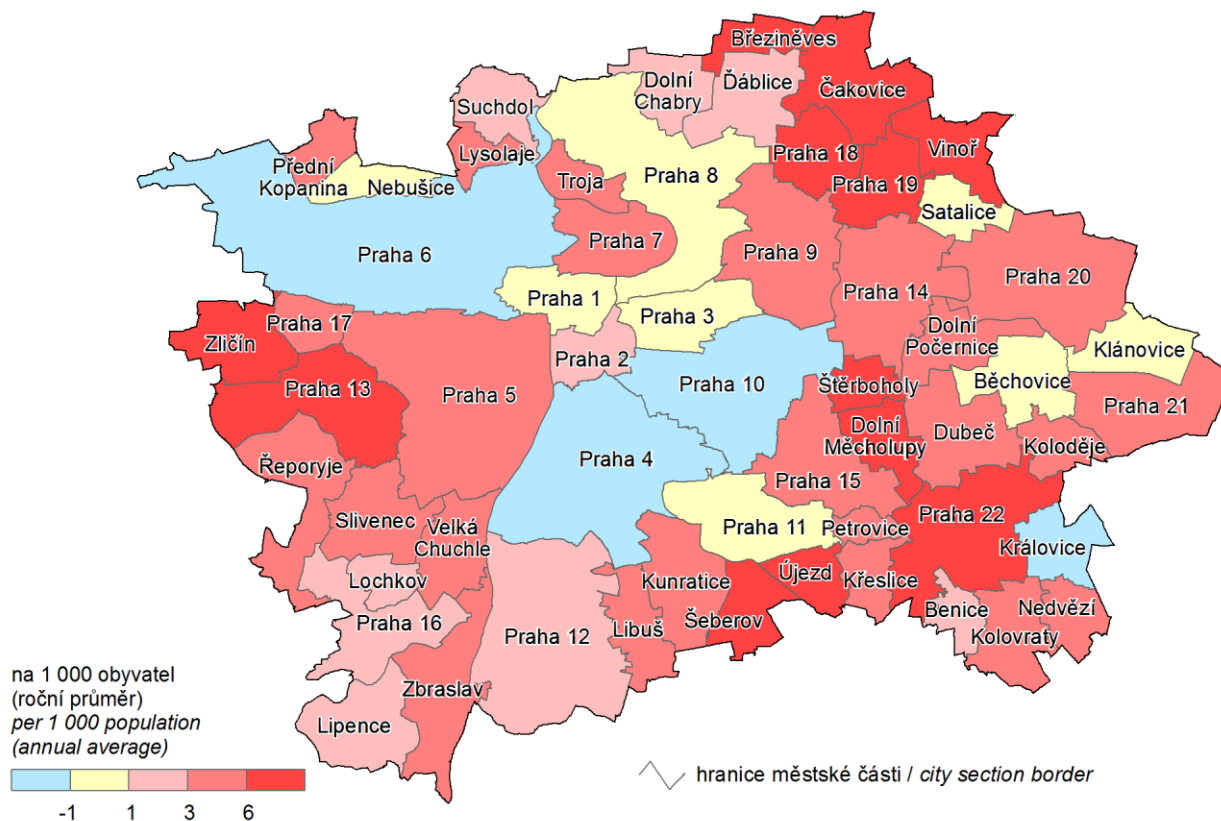 Březiněves
Dolní
Chabry
Ďáblice
Čakovice
Suchdol
Lysolaje
Praha 18
Vinoř
Přední
Kopanina
Nebušice
Troja
Praha 8
Praha 19
Satalice
Praha 6
Praha 7
Praha 9
Praha 20
Praha 1
Praha 14
Praha 3
Praha 17
Zličín
Praha 2
Dolní
Počernice
Klánovice
Praha 13
Praha 5
Praha 10
Štěrboholy
Běchovice
Praha 21
Dolní
Měcholupy
Dubeč
Koloděje
Řeporyje
Praha 4
Praha 15
Slivenec
Velká
Chuchle
Praha 11
Petrovice
Praha 22
Královice
Lochkov
Kunratice
Újezd
Křeslice
Praha 16
Praha 12
Libuš
Šeberov
Benice
Nedvězí
Kolovraty
Zbraslav
Lipence
na 1 000 obyvatel
(roční průměr)
per 1 000 population
(annual average)
-1 1 3 6
hranice městské části / city section border